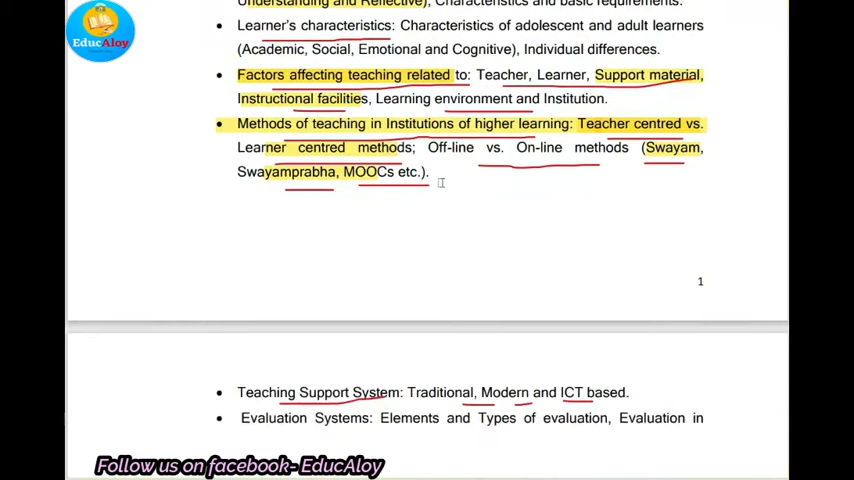 Understanding and Reflective), Characteristics and basic requirements.
EducAloy
• Learner's characteristics: Characteristics of adolescent and adult learners
(Academic, Social, Emotional and Cognitive), Individual differences.
• Factors affecting teaching related to: Teacher, Learner, Support material,
Instructional facilities, Learning environment and Institution.
• Methods of teaching in Institutions of higher learning: Teacher centred vs.
Learner centred methods; Off-line vs. On-line methods (Swayam,
Swayamprabha, MOOCs etc.).
1
• Teaching Support System: Traditional, Modern and ICT based.
• Evaluation Systems: Elements and Types of evaluation, Evaluation in
Follow us on facebook- EducAloy